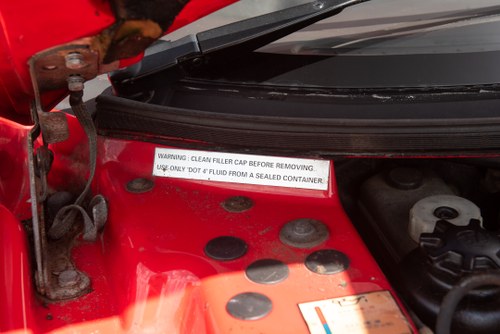 WARNING : CLEAN FILLER CAP BEFORE REMOVING.
USE ONLY 'DOT 4' FLUID FROM A SEALED CONTAINER.